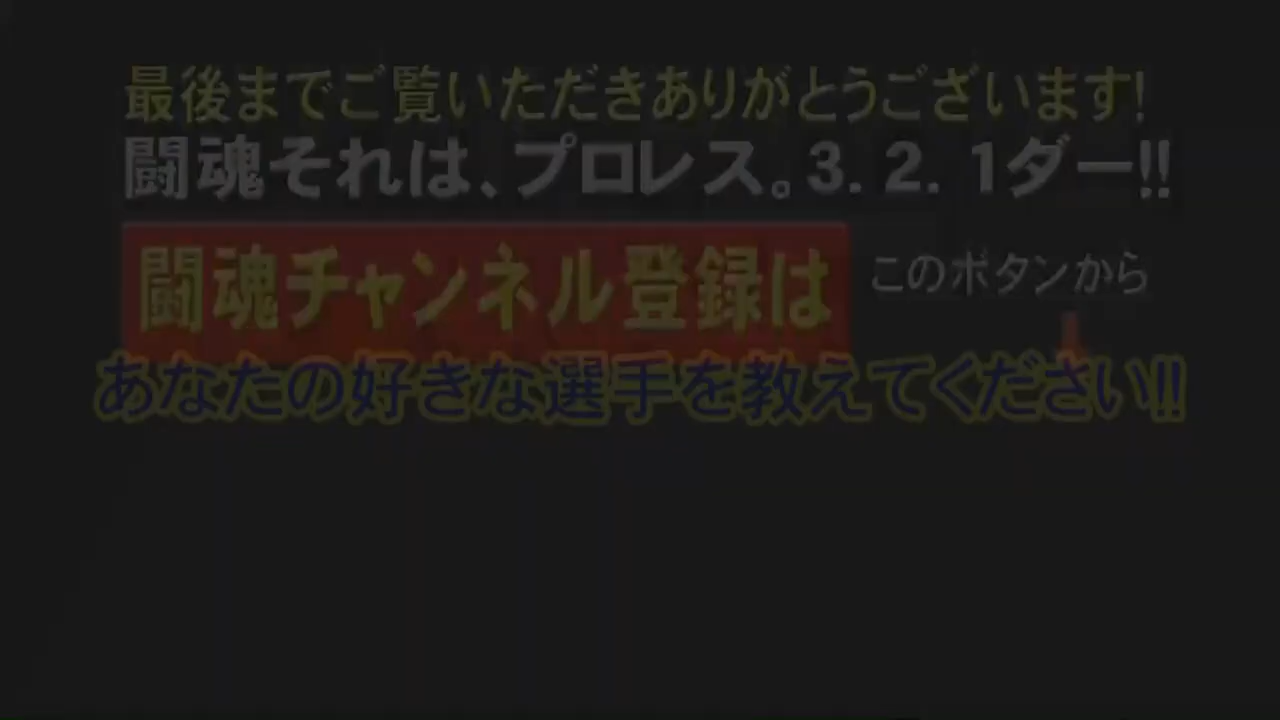 最後までご覧いただきありがとうございます!
闘魂それは、プロレス。3. 2. 1ダー!!
闘魂チャンネル登録は
このボタンから
あなたの好きな選手を教えてください!!